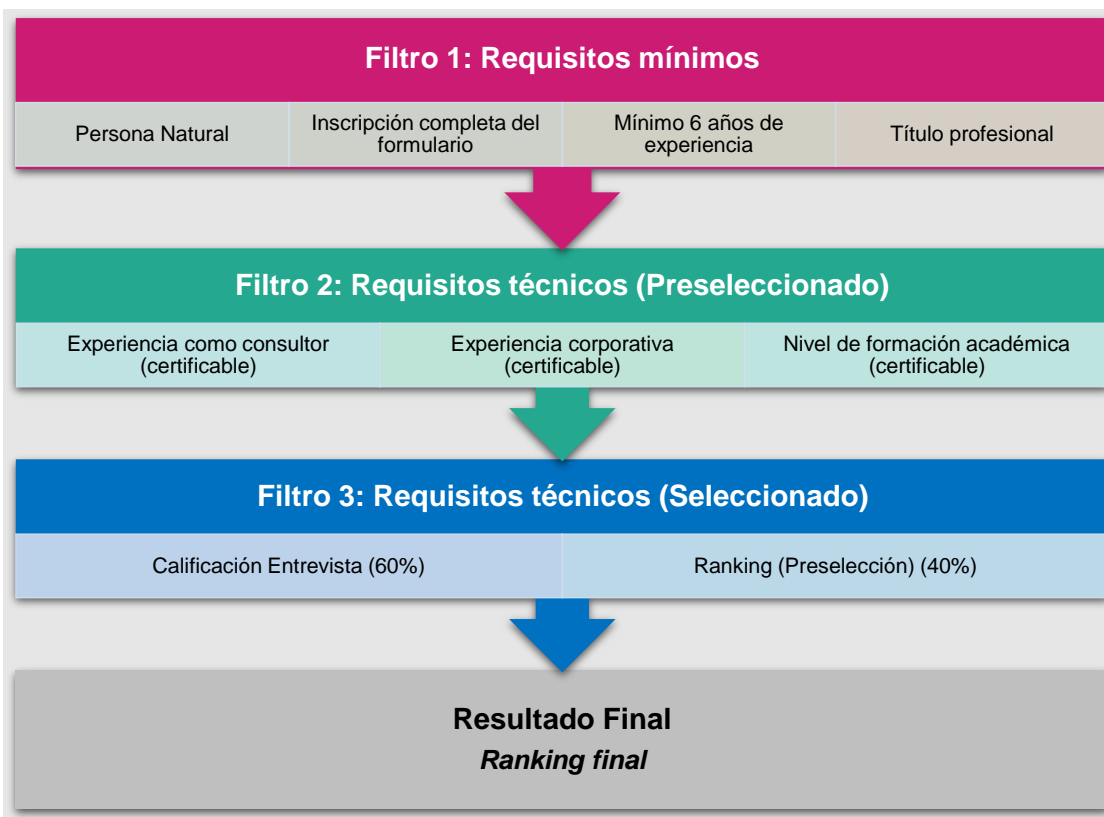 Filtro 1: Requisitos mínimos
Persona Natural
Inscripción completa del
formulario
Mínimo 6 años de
experiencia
Título profesional
Filtro 2: Requisitos técnicos (Preseleccionado)
Experiencia como consultor
(certificable)
Experiencia corporativa
(certificable)
Nivel de formación académica
(certificable)
Filtro 3: Requisitos técnicos (Seleccionado)
Calificación Entrevista (60%)
Ranking (Preselección) (40%)
Resultado Final
Ranking final